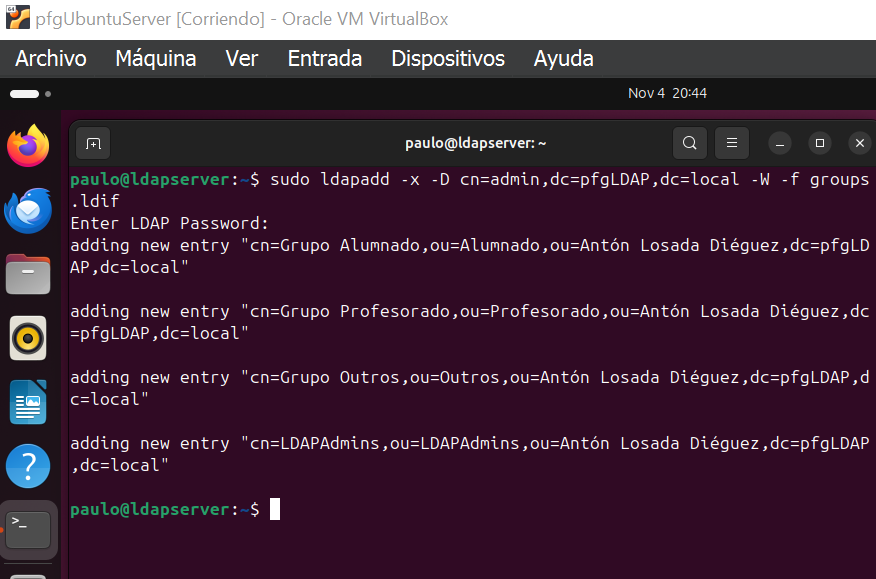 64
pfgUbuntuServer [Corriendo] - Oracle VM VirtualBox
Archivo Máquina Ver Entrada Dispositivos Ayuda
Nov 4 20:44
paulo@ldapserver: ~
paulo@ldapserver:~$ sudo ldapadd -x -D cn=admin,dc=pfgLDAP,dc=local -W -f groups
.ldif
Enter LDAP Password:
adding new entry "cn=Grupo Alumnado,ou=Alumnado,ou=Antón Losada Diéguez,dc=pfgLD
AP,dc=local"
adding new entry "cn=Grupo Profesorado,ou=Profesorado,ou=Antón Losada Diéguez,dc
=pfgLDAP,dc=local"
adding new entry "cn=Grupo Outros,ou=Outros,ou=Antón Losada Diéguez,dc=pfgLDAP,d
c=local"
adding new entry "cn=LDAPAdmins,ou=LDAPAdmins,ou=Antón Losada Diéguez,dc=pfgLDAP
,dc=local"
paulo@ldapserver:~$